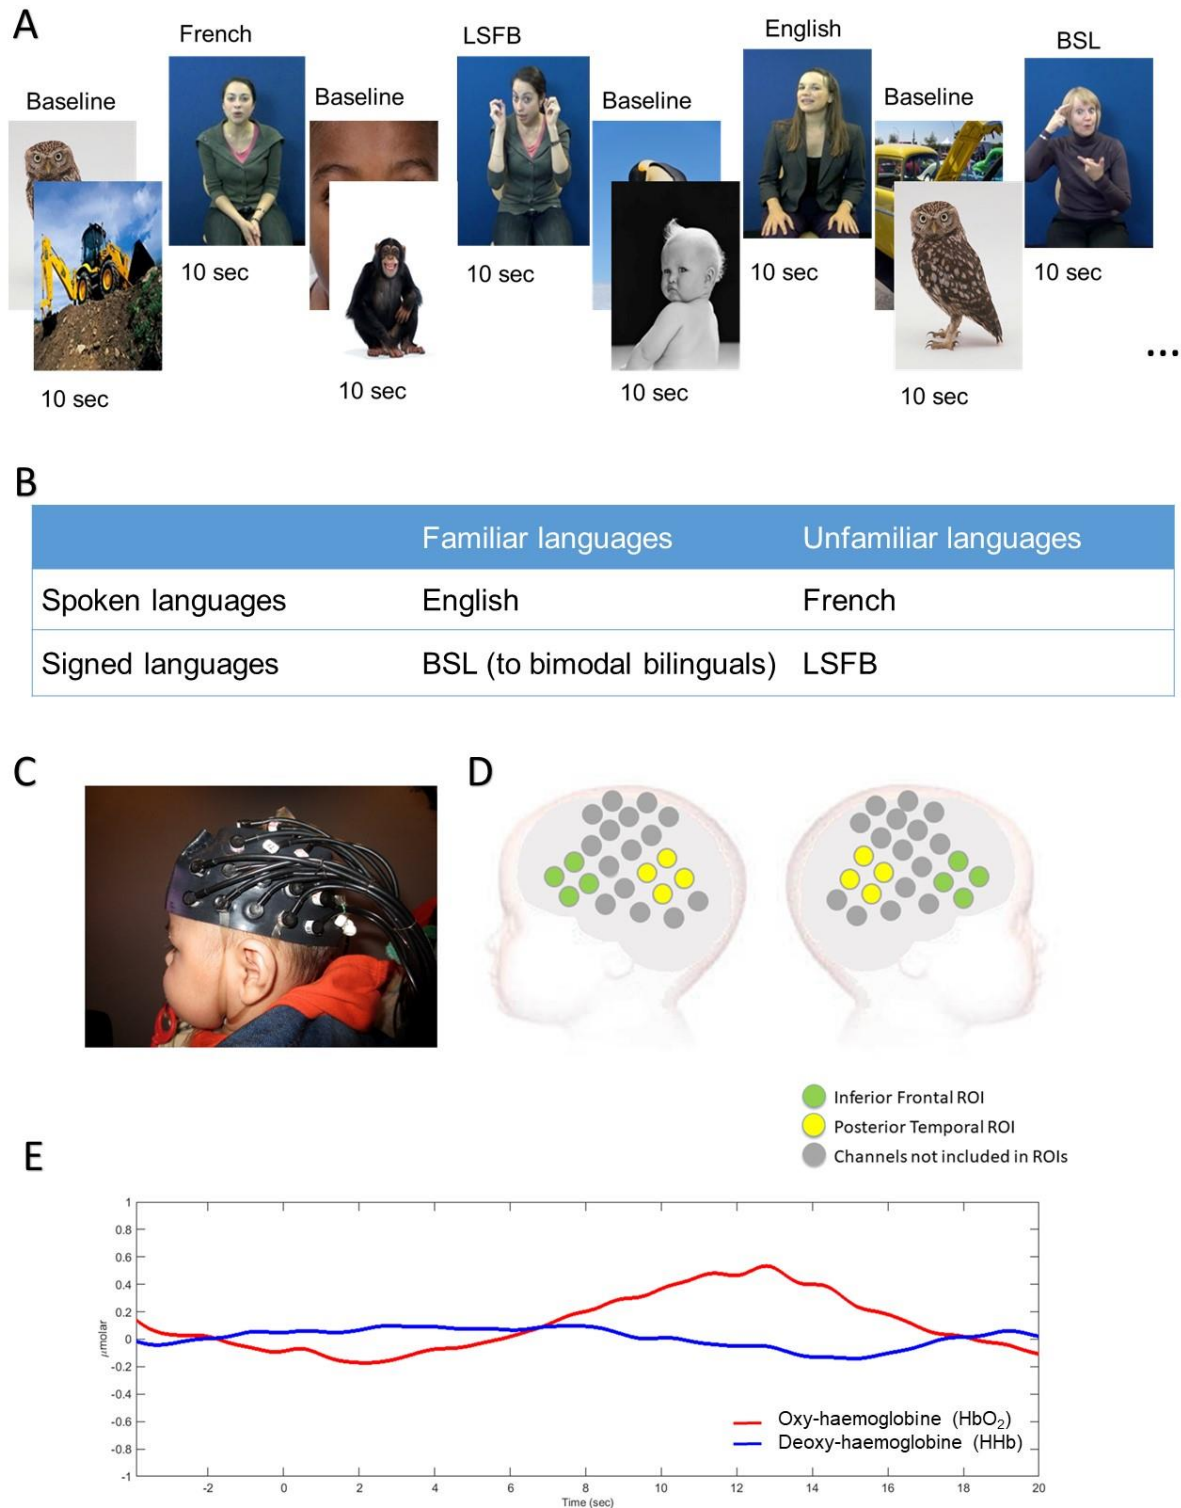 A
French
LSFB
English
BSL
Baseline
Baseline
Baseline
Baseline
10 sec
10 sec
10 sec
10 sec
10 sec
10 sec
10 sec
10 sec
...
B
Familiar languages Unfamiliar languages
Spoken languages English French
Signed languages BSL (to bimodal bilinguals) LSFB
C
D
Inferior Frontal ROI
Posterior Temporal ROI
Channels not included in ROIs
E
1
0.8
0.6
0.4
0.2
0
-0.2
-0.4
-0.6
-0.8
-1
μmolar
Oxy-haemoglobine (HbO₂)
Deoxy-haemoglobine (HHb)
-2 0 2 4 6 8 10 12 14 16 18 20
Time (sec)